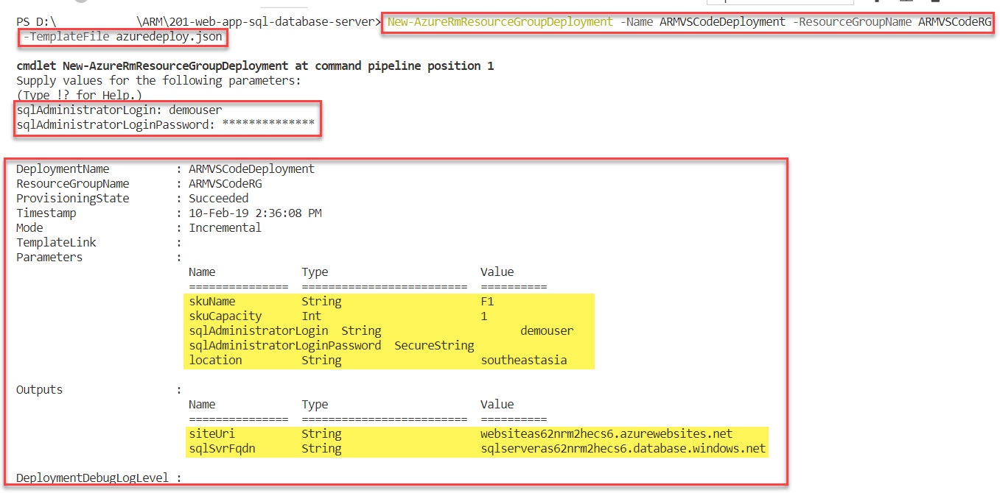 PS D:\ \ARM\201-web-app-sql-database-server> New-AzureRmResourceGroupDeployment -Name ARMVSCodeDeployment -ResourceGroupName ARMVSCodeRG
-TemplateFile azuredeploy.json
cmdlet New-AzureRmResourceGroupDeployment at command pipeline position 1
Supply values for the following parameters:
(Type !? for Help.)
sqlAdministratorLogin: demouser
sqlAdministratorLoginPassword: **************
DeploymentName : ARMVSCodeDeployment
ResourceGroupName : ARMVSCodeRG
ProvisioningState : Succeeded
Timestamp : 10-Feb-19 2:36:08 PM
Mode : Incremental
TemplateLink :
Parameters :
Name Type Value
=============== ========================= ==========
skuName String F1
skuCapacity Int 1
sqlAdministratorLogin String demouser
sqlAdministratorLoginPassword SecureString
location String southeastasia
Outputs :
Name Type Value
=============== ========================= ==========
siteUri String websiteas62nrm2hecs6.azurewebsites.net
sqlSvrFqdn String sqlserveras62nrm2hecs6.database.windows.net
DeploymentDebugLogLevel :